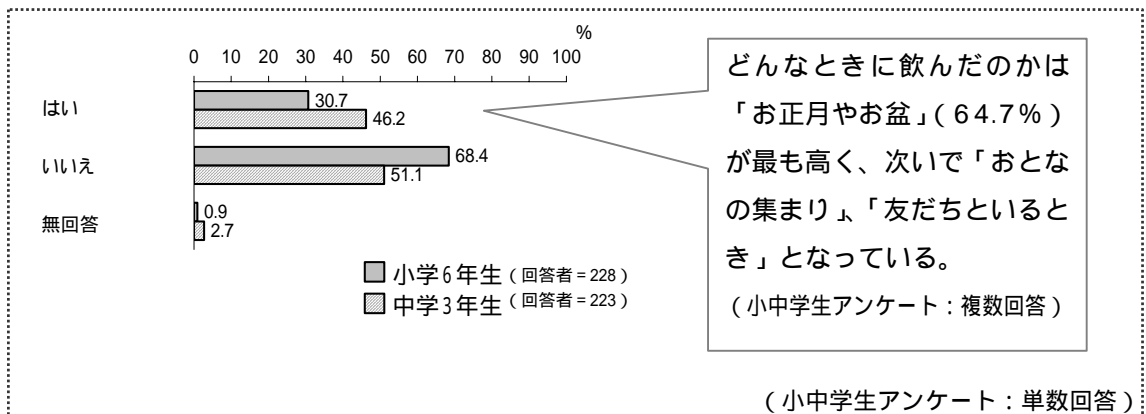 %
0 10 20 30 40 50 60 70 80 90 100
はい
30.7
46.2
いいえ
68.4
51.1
無回答
0.9
2.7
小学6年生（回答者=228）
中学3年生（回答者=223）
どんなときに飲んだのかは
「お正月やお盆」（64.7%）
が最も高く、次いで「おとな
の集まり」、「友だちといると
き」となっている。
（小中学生アンケート：複数回答）
（小中学生アンケート：単数回答）